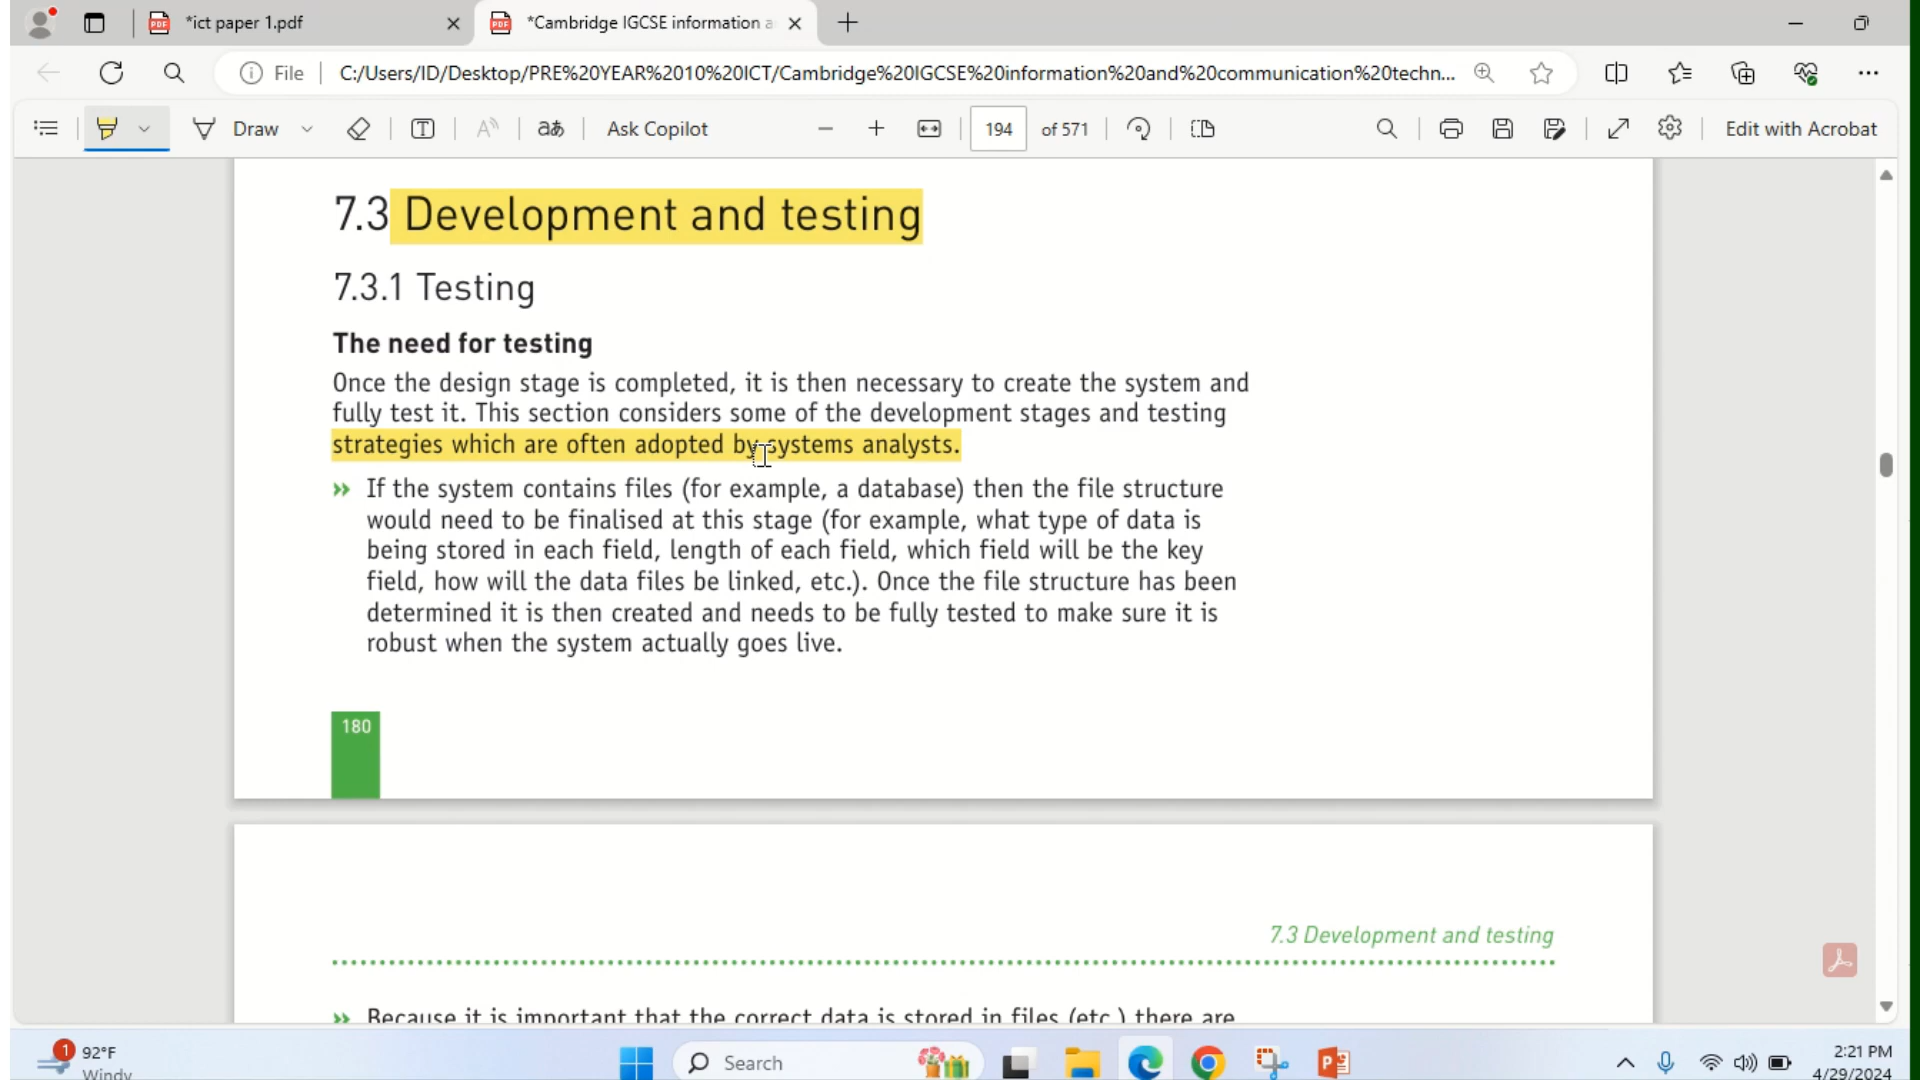 *ict paper 1.pdf
*Cambridge IGCSE information a
File
C:/Users/ID/Desktop/PRE%20YEAR%2010%20ICT/Cambridge%20IGCSE%20information%20and%20communication%20techn...
Draw
aあ
Ask Copilot
194
of 571
Edit with Acrobat
7.3 Development and testing
7.3.1 Testing
The need for testing
Once the design stage is completed, it is then necessary to create the system and
fully test it. This section considers some of the development stages and testing
strategies which are often adopted by systems analysts.
>> If the system contains files (for example, a database) then the file structure
would need to be finalised at this stage (for example, what type of data is
being stored in each field, length of each field, which field will be the key
field, how will the data files be linked, etc.). Once the file structure has been
determined it is then created and needs to be fully tested to make sure it is
robust when the system actually goes live.
180
7.3 Development and testing
>> Because it is important that the correct data is stored in files (etc.) there are
1
92°F
Windy
Search
2:21 PM
4/29/2024